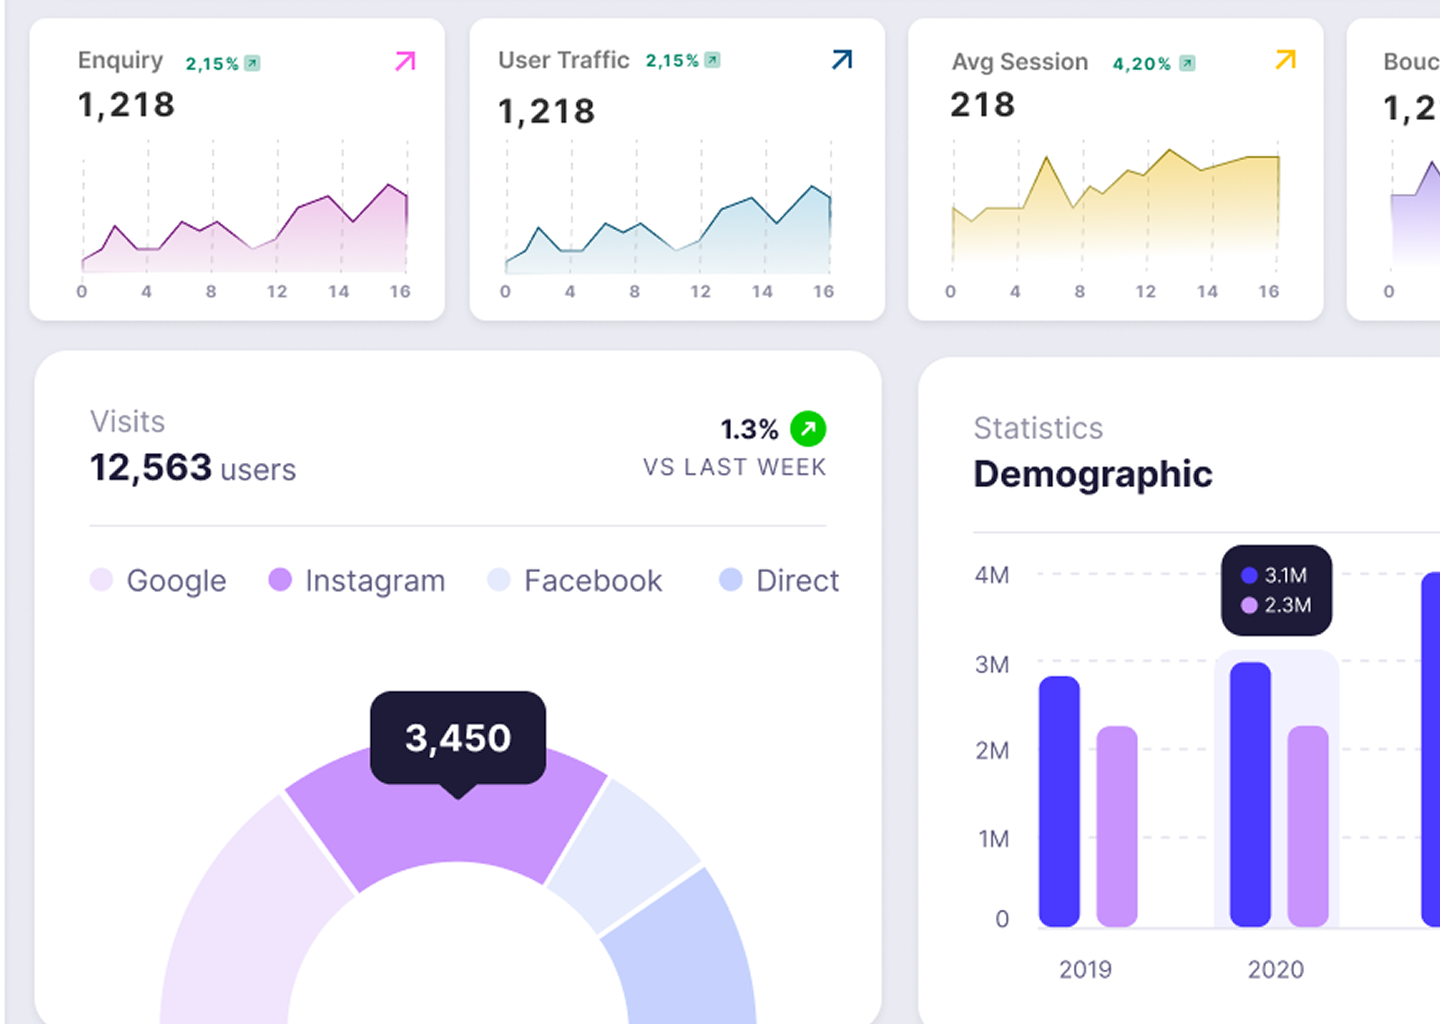 Enquiry 2,15%
1,218
0 4 8 12 14 16
User Traffic 2,15%
1,218
0 4 8 12 14 16
Avg Session 4,20%
218
0 4 8 12 14 16
Bouc
1,2
0
Visits
12,563 users
1.3%
VS LAST WEEK
Google Instagram Facebook Direct
3,450
Statistics
Demographic
4M
3.1M
2.3M
3M
2M
1M
0
2019 2020